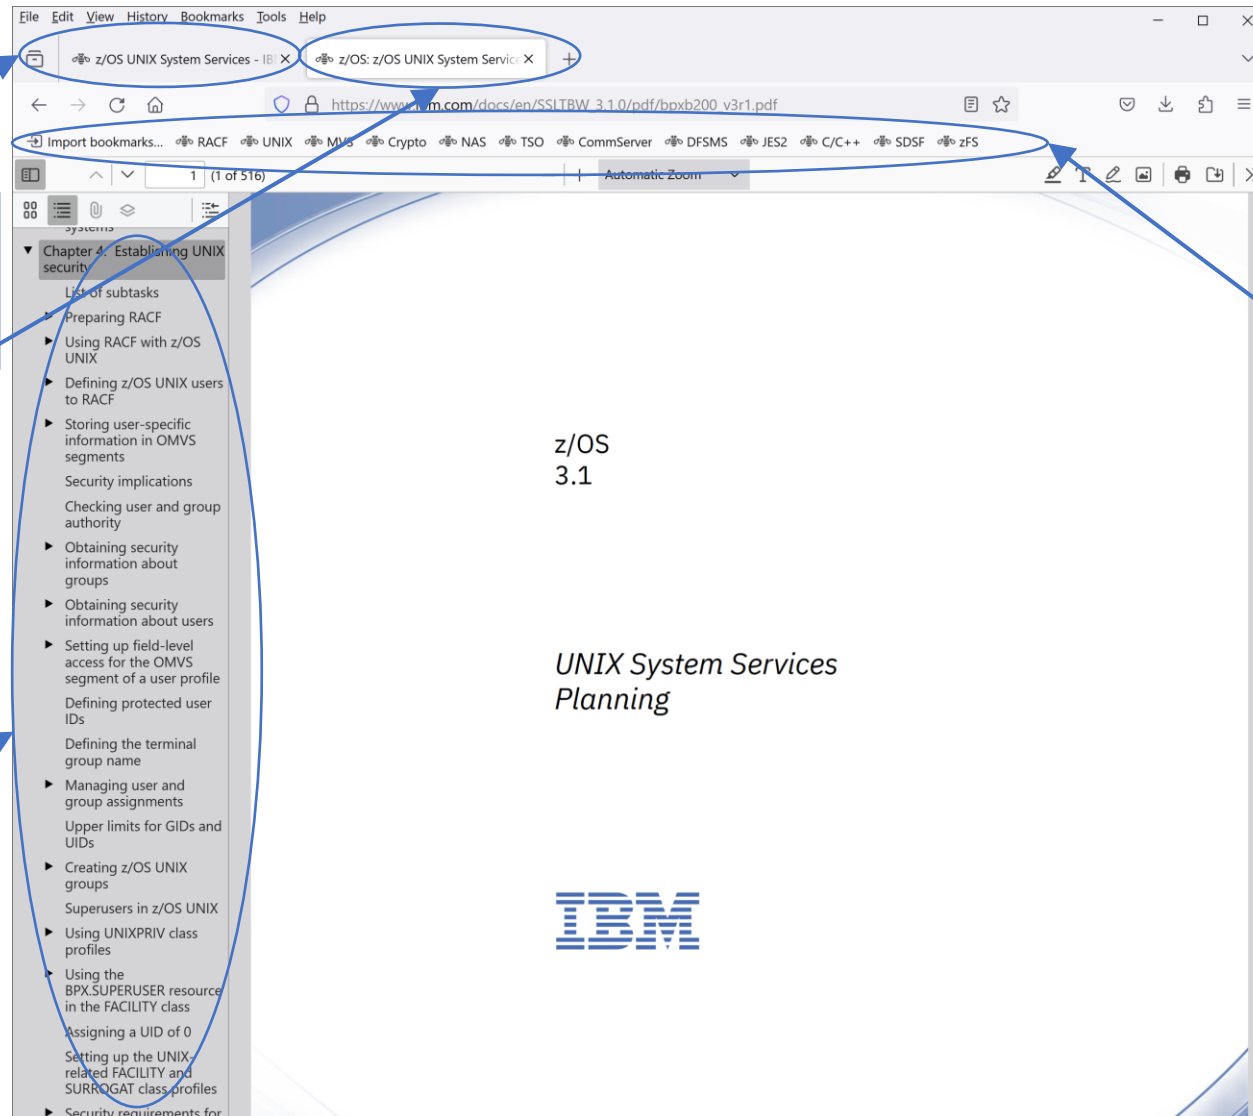 File Edit View History Bookmarks Tools Help
z/OS UNIX System Services - IB
z/OS: z/OS UNIX System Service
https://www.ibm.com/docs/en/SSLTBW_3.1.0/pdf/bpxb200_v3r1.pdf
Import bookmarks... RACF UNIX MVS Crypto NAS TSO CommServer DFSMS JES2 C/C++ SDSF zFS
1 (1 of 516)
Automatic Zoom
systems
Chapter 4. Establishing UNIX
security
List of subtasks
Preparing RACF
Using RACF with z/OS
UNIX
Defining z/OS UNIX users
to RACF
Storing user-specific
information in OMVS
segments
Security implications
Checking user and group
authority
Obtaining security
information about
groups
Obtaining security
information about users
Setting up field-level
access for the OMVS
segment of a user profile
Defining protected user
IDs
Defining the terminal
group name
Managing user and
group assignments
Upper limits for GIDs and
UIDs
Creating z/OS UNIX
groups
Superusers in z/OS UNIX
Using UNIXPRIV class
profiles
Using the
BPX.SUPERUSER resource
in the FACILITY class
Assigning a UID of 0
Setting up the UNIX-
related FACILITY and
SURROGAT class profiles
Security requirements for
z/OS
3.1
UNIX System Services
Planning
IBM